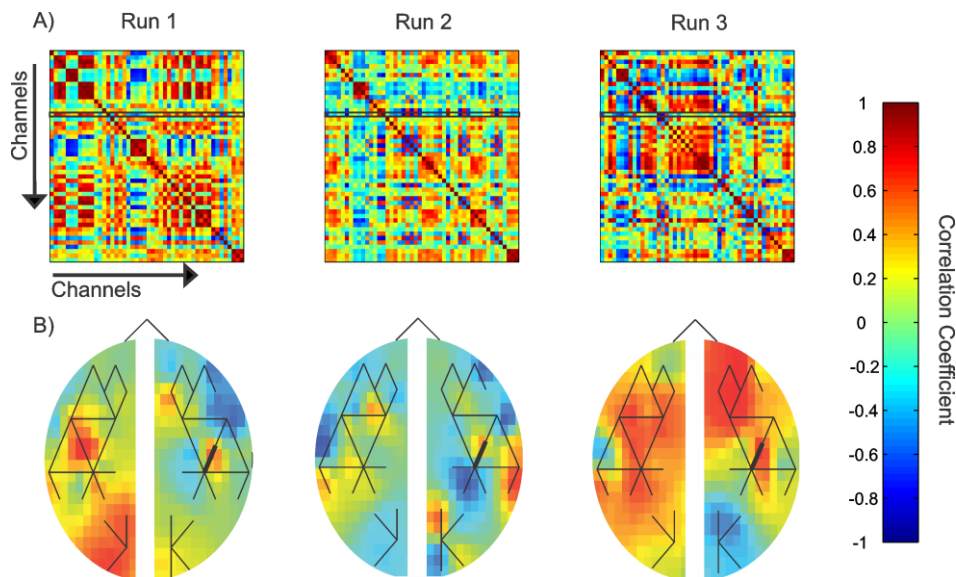 A)
Run 1
Run 2
Run 3
Channels
Channels
B)
1
0.8
0.6
0.4
0.2
0
-0.2
-0.4
-0.6
-0.8
-1
Correlation Coefficient